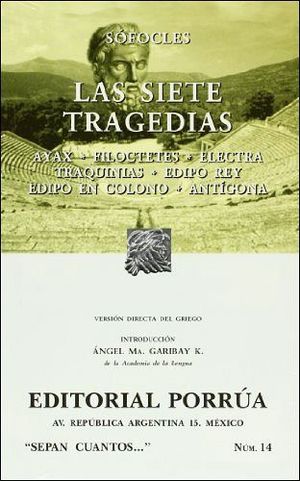 SÓFOCLES
LAS SIETE
TRAGEDIAS
AYAX • FILOCTETES • ELECTRA
TRAQUINIAS • EDIPO REY
EDIPO EN COLONO • ANTÍGONA
VERSIÓN DIRECTA DEL GRIEGO
INTRODUCCIÓN
ÁNGEL Ma. GARIBAY K.
de la Academia de la Lengua
EDITORIAL PORRÚA
AV. REPÚBLICA ARGENTINA 15. MÉXICO
“SEPAN CUANTOS...” NÚM. 14